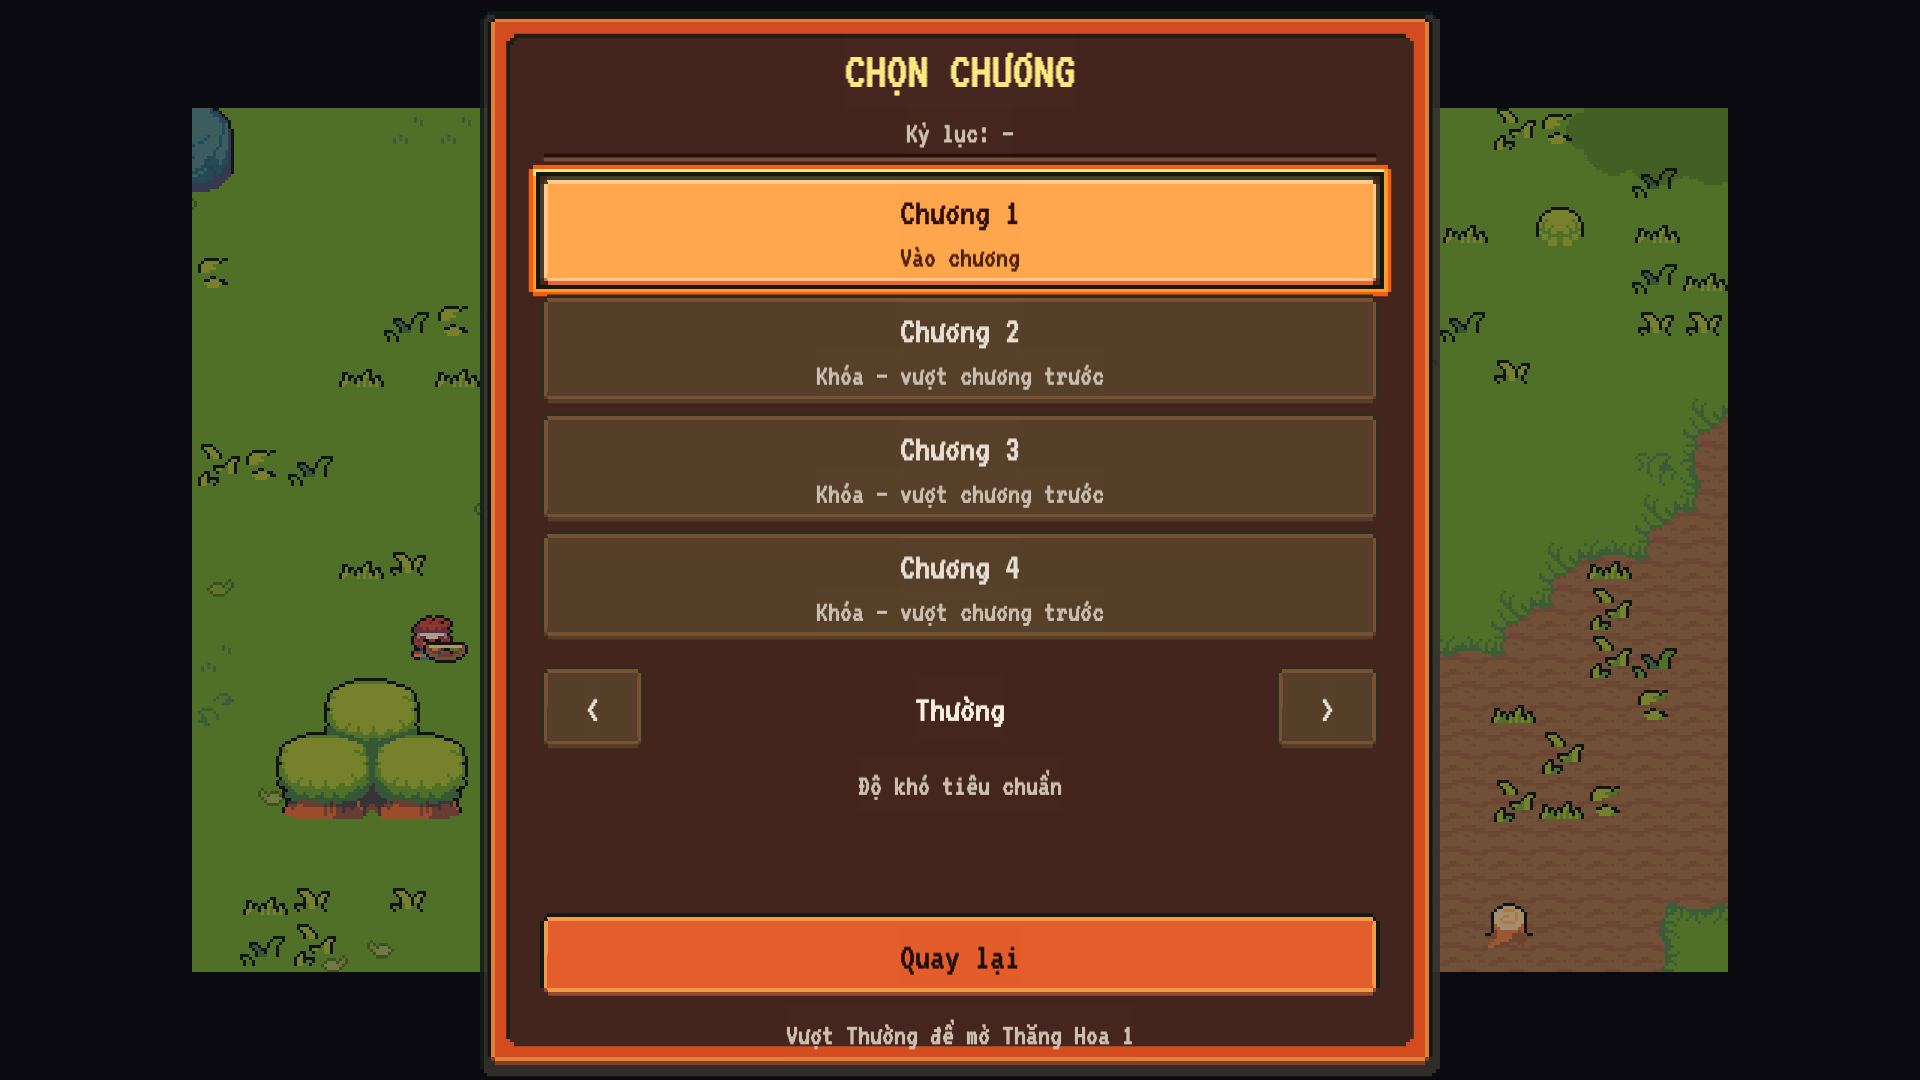 CHỌN CHƯƠNG
Kỷ lục: -
Chương 1
Vào chương
Chương 2
Khóa - vượt chương trước
Chương 3
Khóa - vượt chương trước
Chương 4
Khóa - vượt chương trước
‹ Thường ›
Độ khó tiêu chuẩn
Quay lại
Vượt Thường để mở Thăng Hoa 1